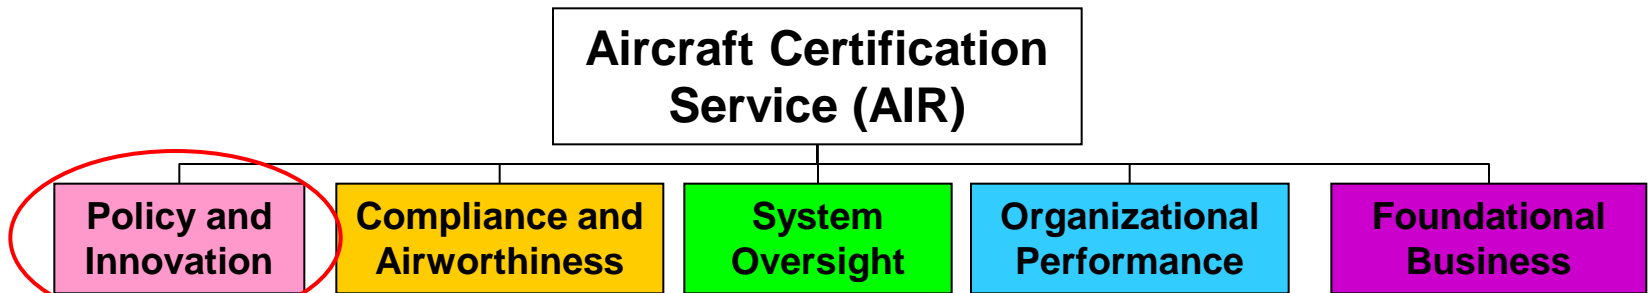 Aircraft Certification
Service (AIR)
Policy and
Innovation
Compliance and
Airworthiness
System
Oversight
Organizational
Performance
Foundational
Business